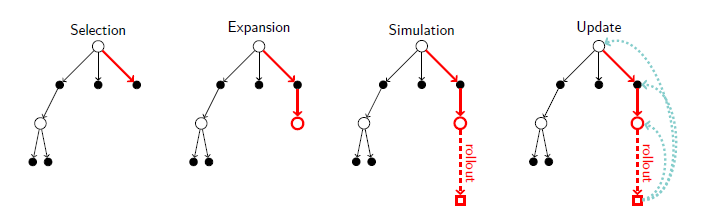 Selection
Expansion
Simulation
Update
rollout
rollout